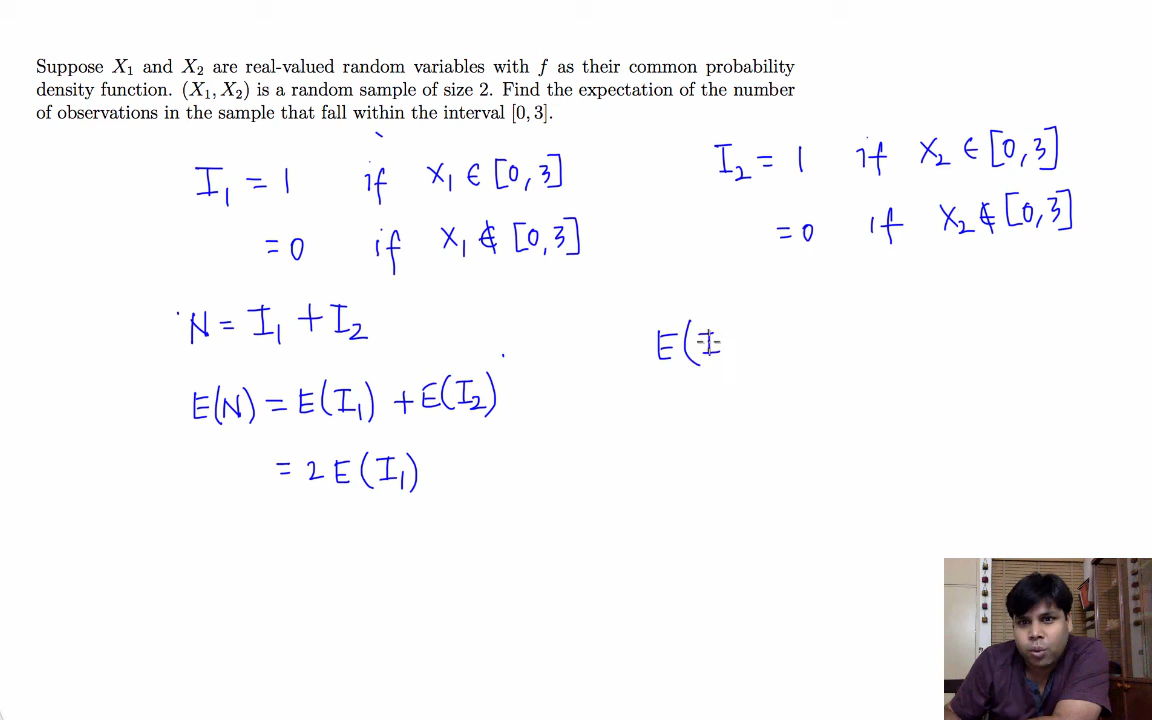 Suppose X₁ and X₂ are real-valued random variables with f as their common probability
density function. (X₁, X₂) is a random sample of size 2. Find the expectation of the number
of observations in the sample that fall within the interval [0, 3].
I₁ = 1 if X₁ ∈ [0, 3]
= 0 if X₁ ∉ [0, 3]
I₂ = 1 if X₂ ∈ [0, 3]
= 0 if X₂ ∉ [0, 3]
N = I₁ + I₂
E(N) = E(I₁) + E(I₂)
= 2 E(I₁)
E(I